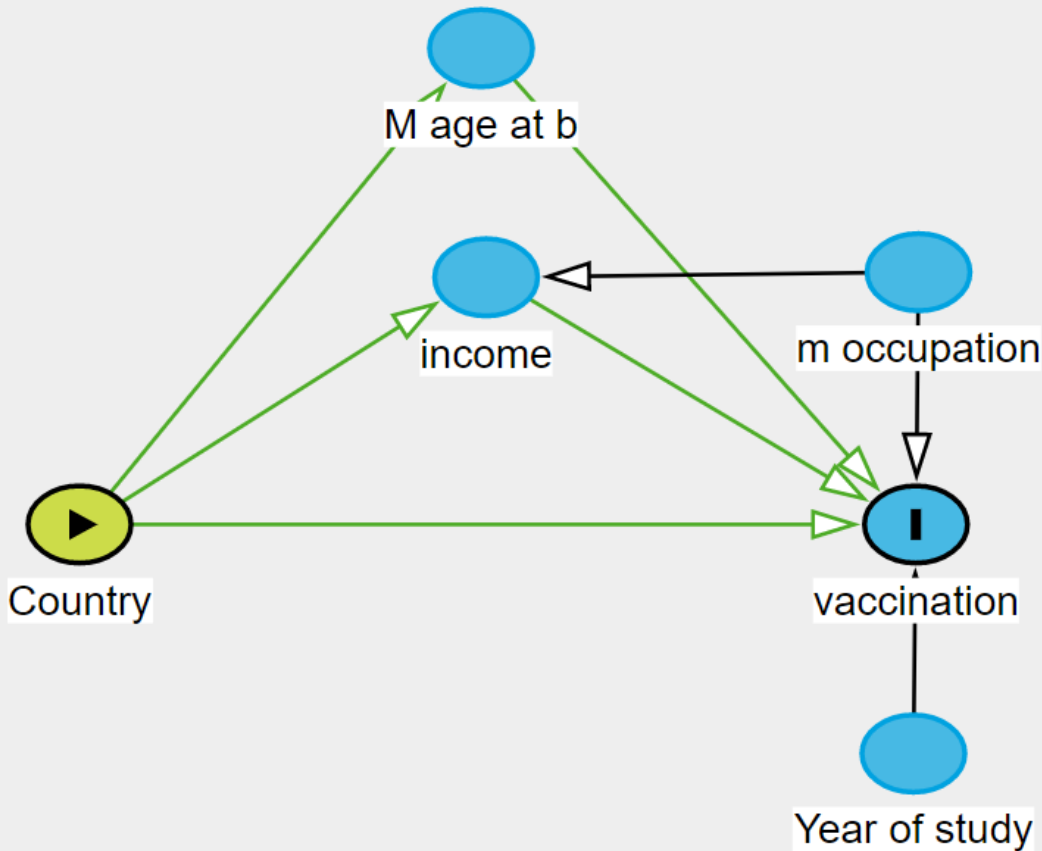 M age at b
income
m occupation
Country
vaccination
Year of study